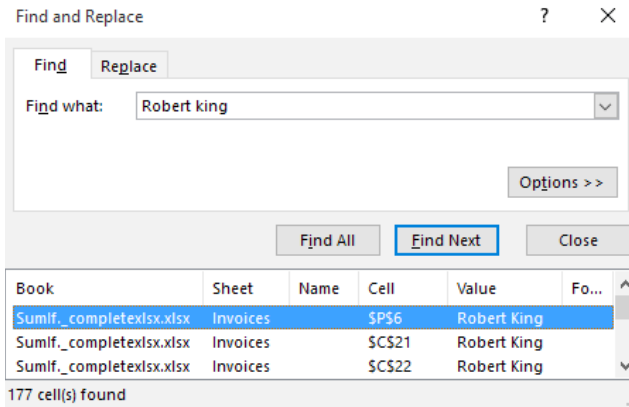 Find and Replace ? ×
Find Replace
Find what: Robert king
Options >>
Find All Find Next Close
Book Sheet Name Cell Value Fo...
SumIf._completexlsx.xlsx Invoices $P$6 Robert King
SumIf._completexlsx.xlsx Invoices $C$21 Robert King
SumIf._completexlsx.xlsx Invoices $C$22 Robert King
177 cell(s) found